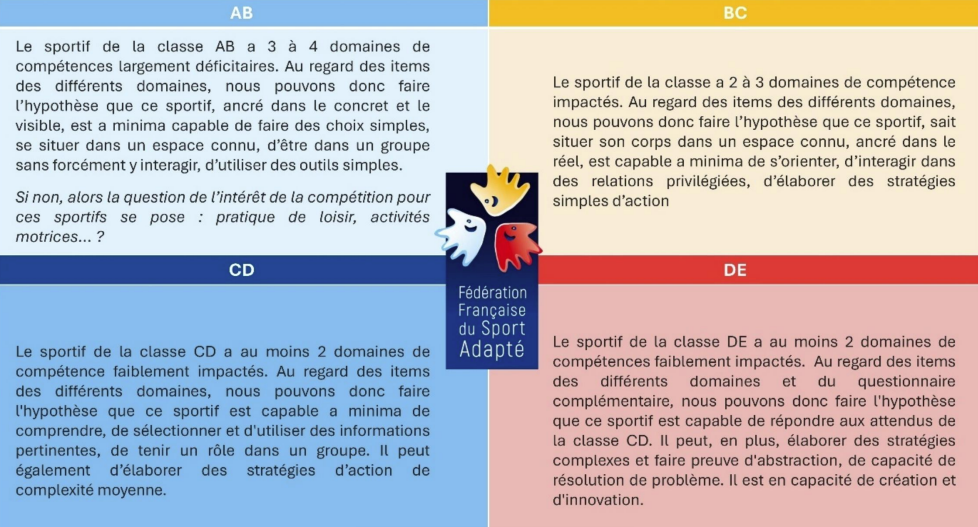 AB
Le sportif de la classe AB a 3 à 4 domaines de
compétences largement déficitaires. Au regard des items
des différents domaines, nous pouvons donc faire
l'hypothèse que ce sportif, ancré dans le concret et le
visible, est a minima capable de faire des choix simples,
se situer dans un espace connu, d'être dans un groupe
sans forcément y interagir, d'utiliser des outils simples.
Si non, alors la question de l'intérêt de la compétition pour
ces sportifs se pose : pratique de loisir, activités
motrices... ?
BC
Le sportif de la classe a 2 à 3 domaines de compétence
impactés. Au regard des items des différents domaines,
nous pouvons donc faire l'hypothèse que ce sportif, sait
situer son corps dans un espace connu, ancré dans le
réel, est capable a minima de s'orienter, d'interagir dans
des relations privilégiées, d'élaborer des stratégies
simples d'action
Fédération
Française
du Sport
Adapté
CD
Le sportif de la classe CD a au moins 2 domaines de
compétence faiblement impactés. Au regard des items
des différents domaines, nous pouvons donc faire
l'hypothèse que ce sportif est capable a minima de
comprendre, de sélectionner et d'utiliser des informations
pertinentes, de tenir un rôle dans un groupe. Il peut
également d'élaborer des stratégies d'action de
complexité moyenne.
DE
Le sportif de la classe DE a au moins 2 domaines de
compétences faiblement impactés. Au regard des items
des différents domaines et du questionnaire
complémentaire, nous pouvons donc faire l'hypothèse
que ce sportif est capable de répondre aux attendus de
la classe CD. Il peut, en plus, élaborer des stratégies
complexes et faire preuve d'abstraction, de capacité de
résolution de problème. Il est en capacité de création et
d'innovation.